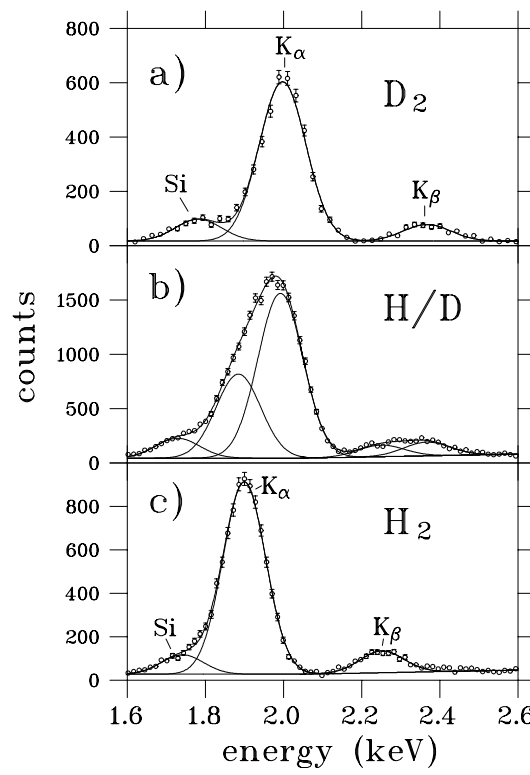 800
600
400
200
0
a)
Kα
D2
Si
Kβ
1500
1000
500
0
b)
H/D
counts
800
600
400
200
0
c)
Kα
H2
Si
Kβ
1.6 1.8 2.0 2.2 2.4 2.6
energy (keV)